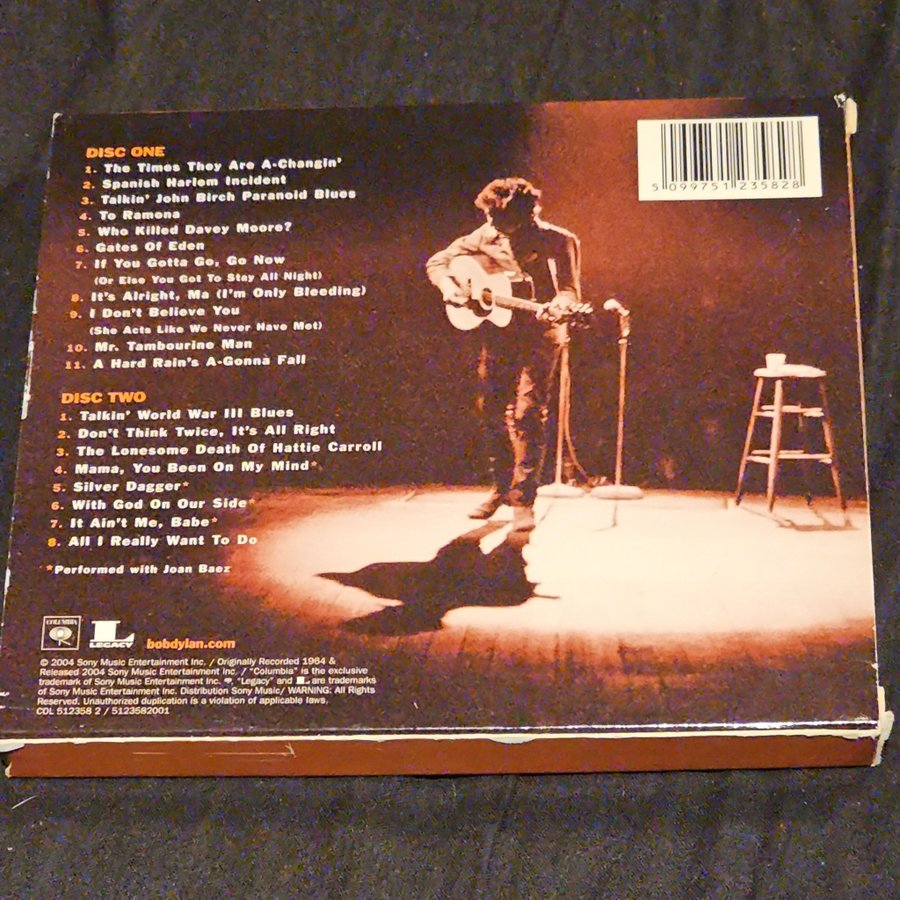 DISC ONE
1. The Times They Are A-Changin'
2. Spanish Harlem Incident
3. Talkin' John Birch Paranoid Blues
4. To Ramona
5. Who Killed Davey Moore?
6. Gates Of Eden
7. If You Gotta Go, Go Now
(Or Else You Got To Stay All Night)
8. It's Alright, Ma (I'm Only Bleeding)
9. I Don't Believe You
(She Acts Like We Never Have Met)
10. Mr. Tambourine Man
11. A Hard Rain's A-Gonna Fall
DISC TWO
1. Talkin' World War III Blues
2. Don't Think Twice, It's All Right
3. The Lonesome Death Of Hattie Carroll
4. Mama, You Been On My Mind*
5. Silver Dagger*
6. With God On Our Side*
7. It Ain't Me, Babe*
8. All I Really Want To Do
*Performed with Joan Baez
5 099751 235828
COLUMBIA
L
LEGACY
bobdylan.com
© 2004 Sony Music Entertainment Inc. / Originally Recorded 1964 &
Released 2004 Sony Music Entertainment Inc. / "Columbia" is the exclusive
trademark of Sony Music Entertainment Inc. ℗, "Legacy" and L are trademarks
of Sony Music Entertainment Inc. Distribution Sony Music/ WARNING: All Rights
Reserved. Unauthorized duplication is a violation of applicable laws.
COL 512358 2 / 5123582001